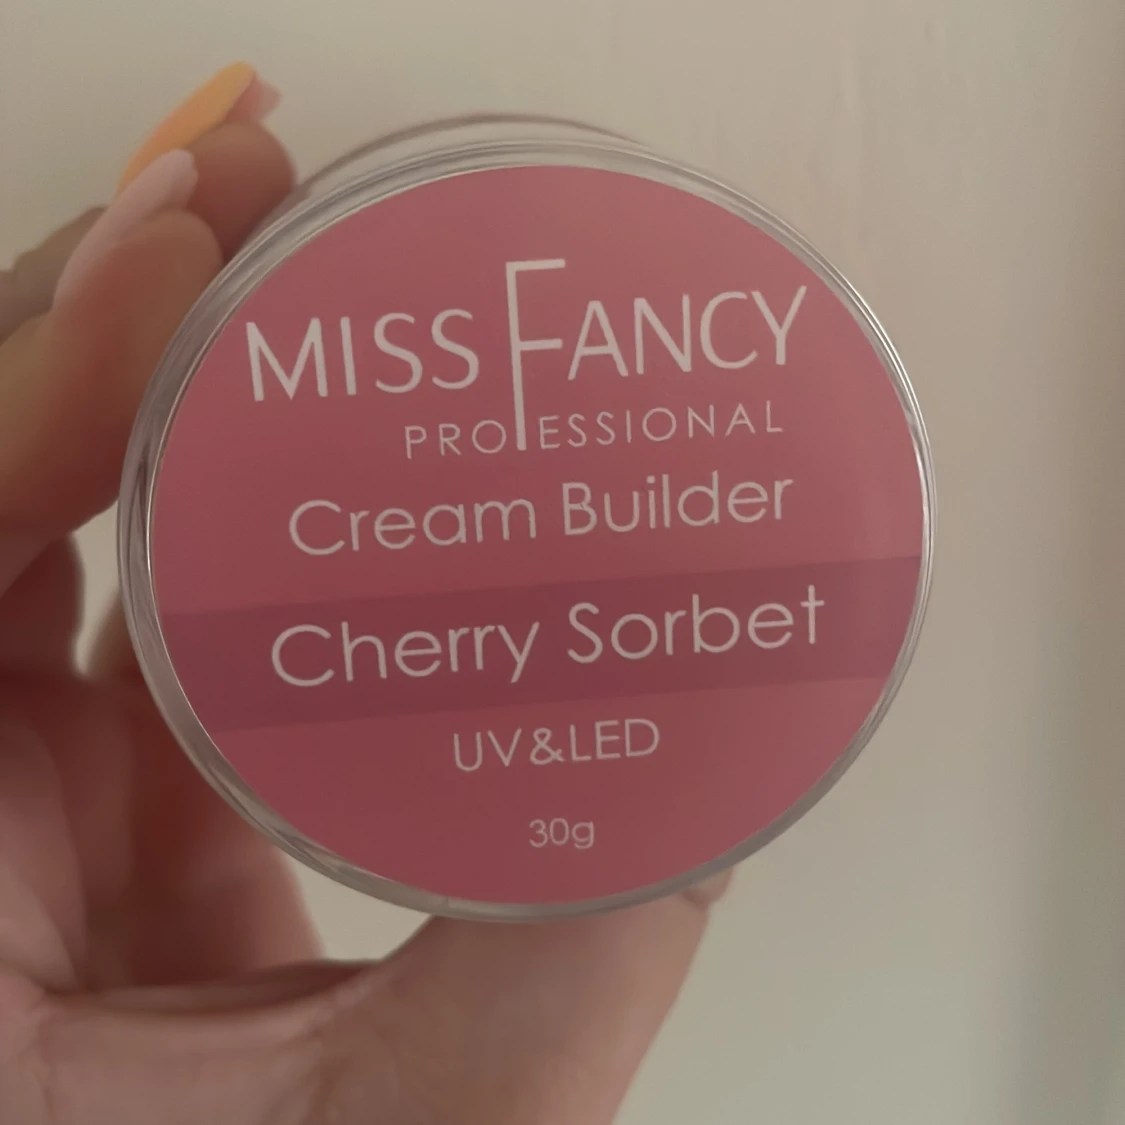 MISS FANCY
PROFESSIONAL
Cream Builder
Cherry Sorbet
UV&LED
30g